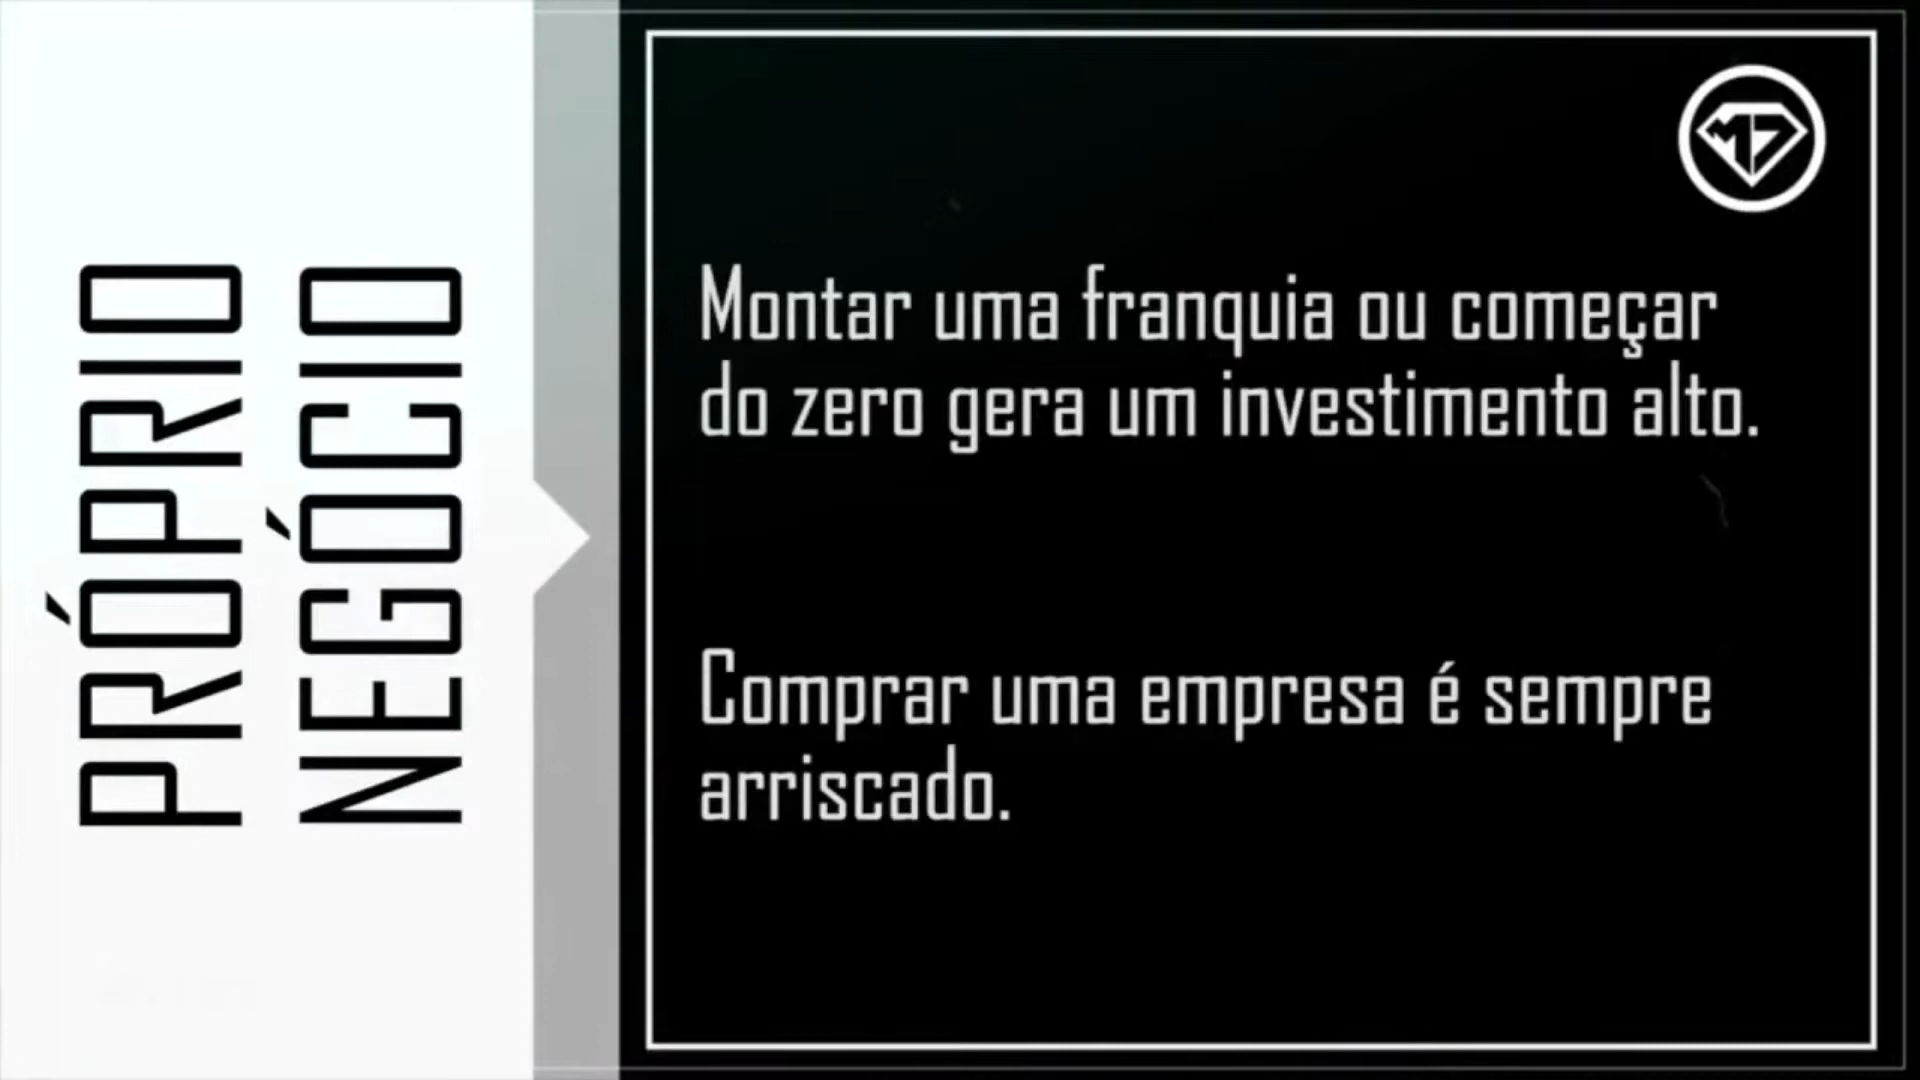 PRÓPRIO
NEGÓCIO
Montar uma franquia ou começar
do zero gera um investimento alto.
Comprar uma empresa é sempre
arriscado.